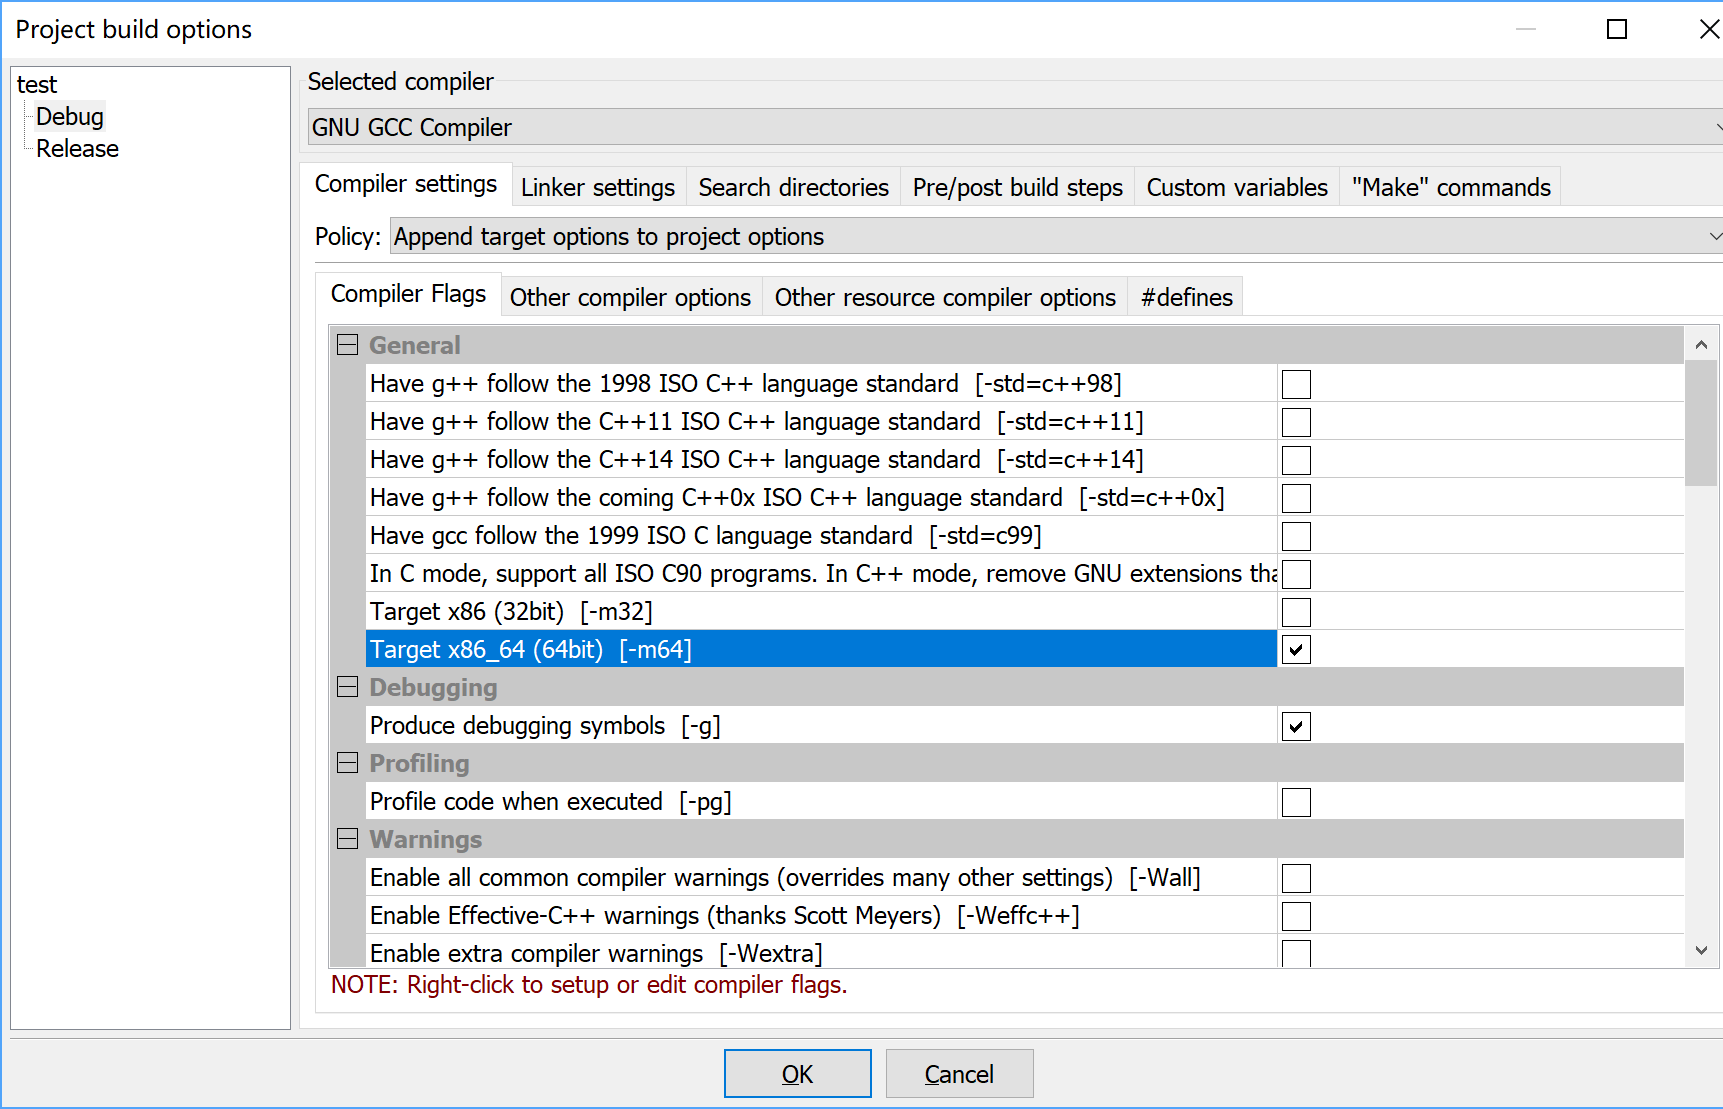 Project build options
test
Debug
Release
Selected compiler
GNU GCC Compiler
Compiler settings
Linker settings
Search directories
Pre/post build steps
Custom variables
"Make" commands
Policy:
Append target options to project options
Compiler Flags
Other compiler options
Other resource compiler options
#defines
General
Have g++ follow the 1998 ISO C++ language standard [-std=c++98]
Have g++ follow the C++11 ISO C++ language standard [-std=c++11]
Have g++ follow the C++14 ISO C++ language standard [-std=c++14]
Have g++ follow the coming C++0x ISO C++ language standard [-std=c++0x]
Have gcc follow the 1999 ISO C language standard [-std=c99]
In C mode, support all ISO C90 programs. In C++ mode, remove GNU extensions tha
Target x86 (32bit) [-m32]
Target x86_64 (64bit) [-m64]
Debugging
Produce debugging symbols [-g]
Profiling
Profile code when executed [-pg]
Warnings
Enable all common compiler warnings (overrides many other settings) [-Wall]
Enable Effective-C++ warnings (thanks Scott Meyers) [-Weffc++]
Enable extra compiler warnings [-Wextra]
NOTE: Right-click to setup or edit compiler flags.
OK
Cancel